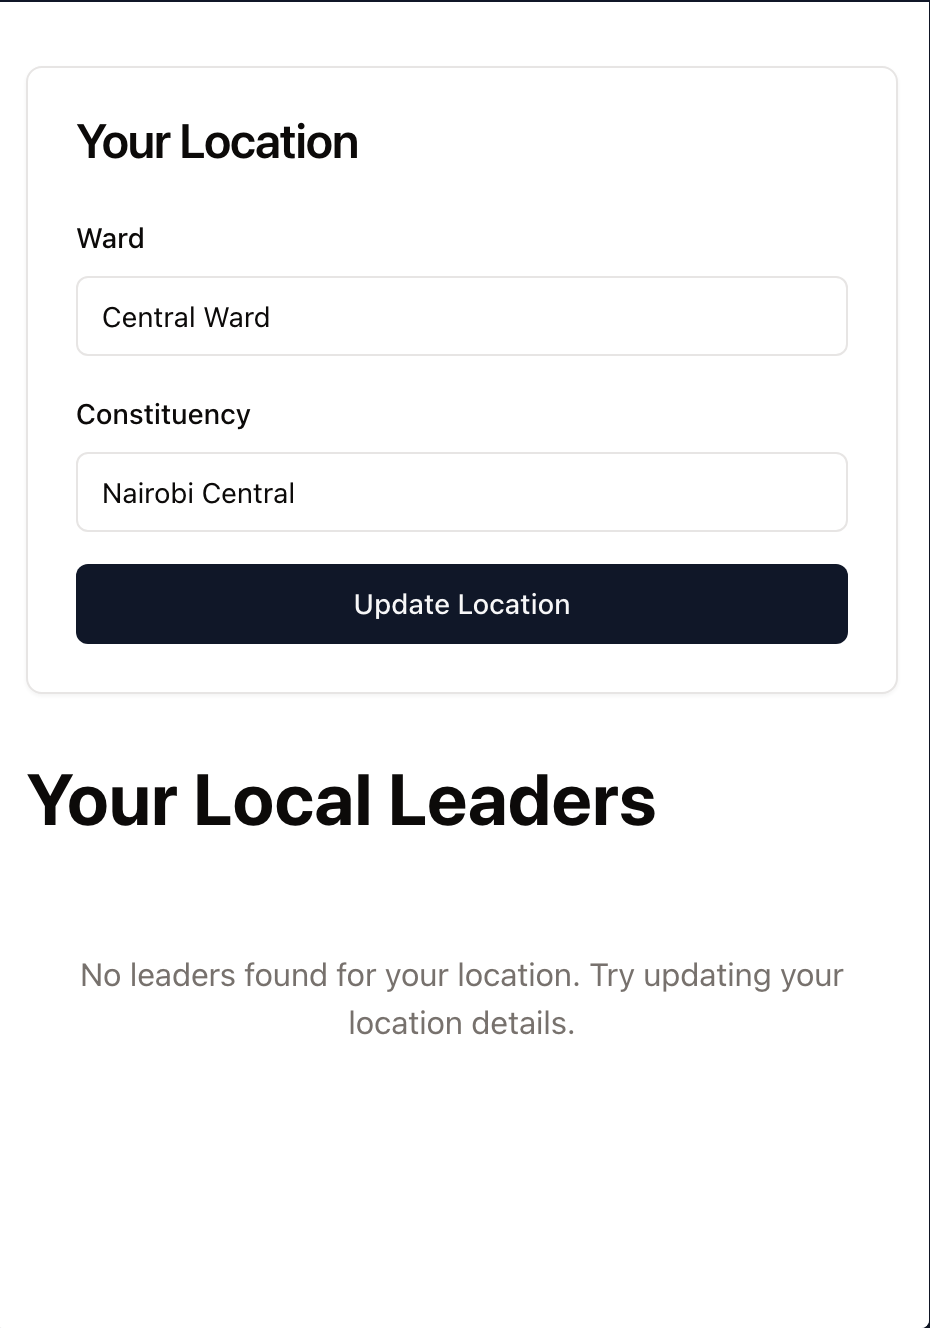 Your Location
Ward
Central Ward
Constituency
Nairobi Central
Update Location
Your Local Leaders
No leaders found for your location. Try updating your
location details.